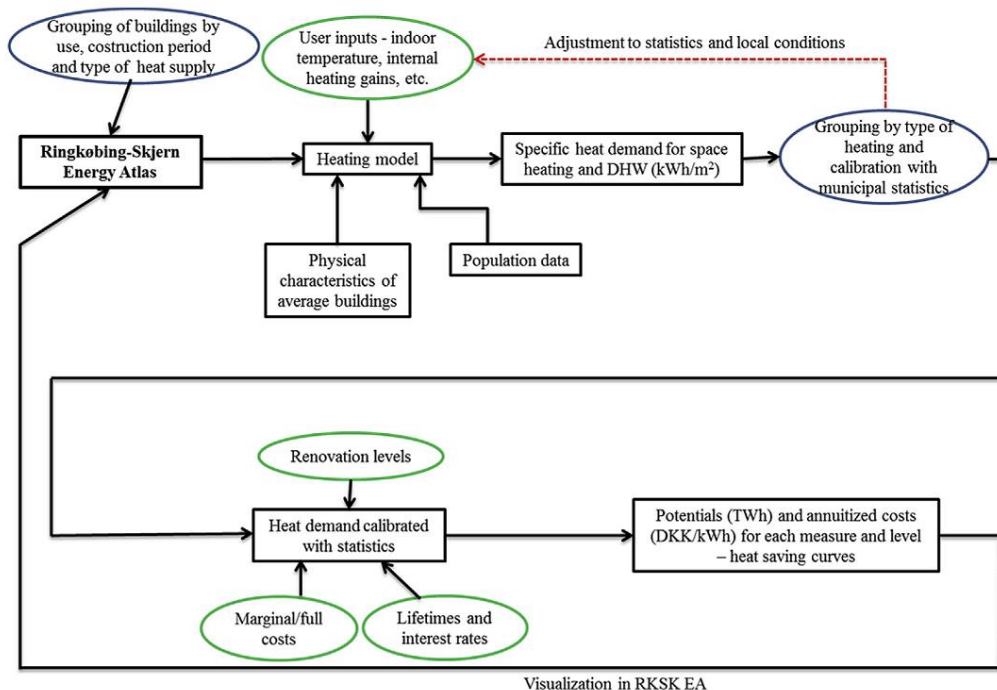 Grouping of buildings by
use, costruction period
and type of heat supply
User inputs - indoor
temperature, internal
heating gains, etc.
Adjustment to statistics and local conditions
Ringkøbing-Skjern
Energy Atlas
Heating model
Specific heat demand for space
heating and DHW (kWh/m²)
Grouping by type of
heating and
calibration with
municipal statistics
Physical
characteristics of
average buildings
Population data
Renovation levels
Heat demand calibrated
with statistics
Potentials (TWh) and annuitized costs
(DKK/kWh) for each measure and level
– heat saving curves
Marginal/full
costs
Lifetimes and
interest rates
Visualization in RKSK EA